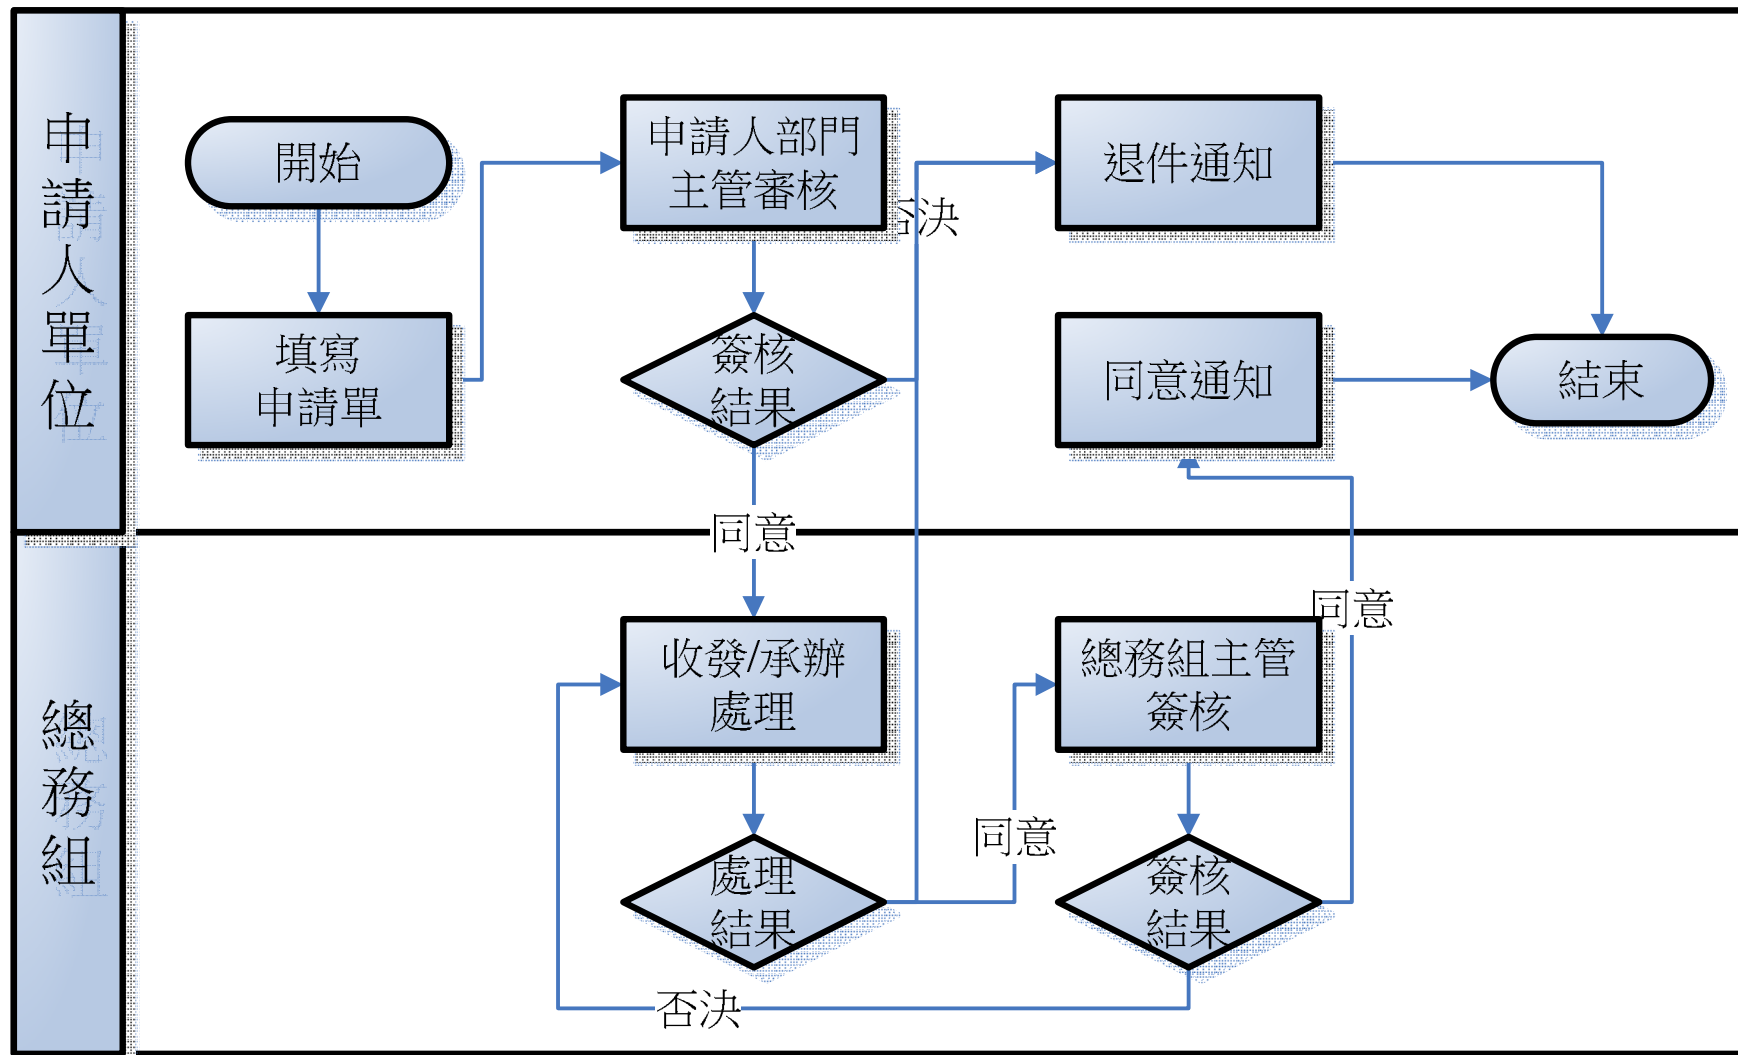 申請人單位
開始
填寫
申請單
申請人部門
主管審核
簽核
結果
否決
退件通知
同意通知
結束
同意
總務組
收發/承辦
處理
處理
結果
同意
總務組主管
簽核
簽核
結果
同意
否決